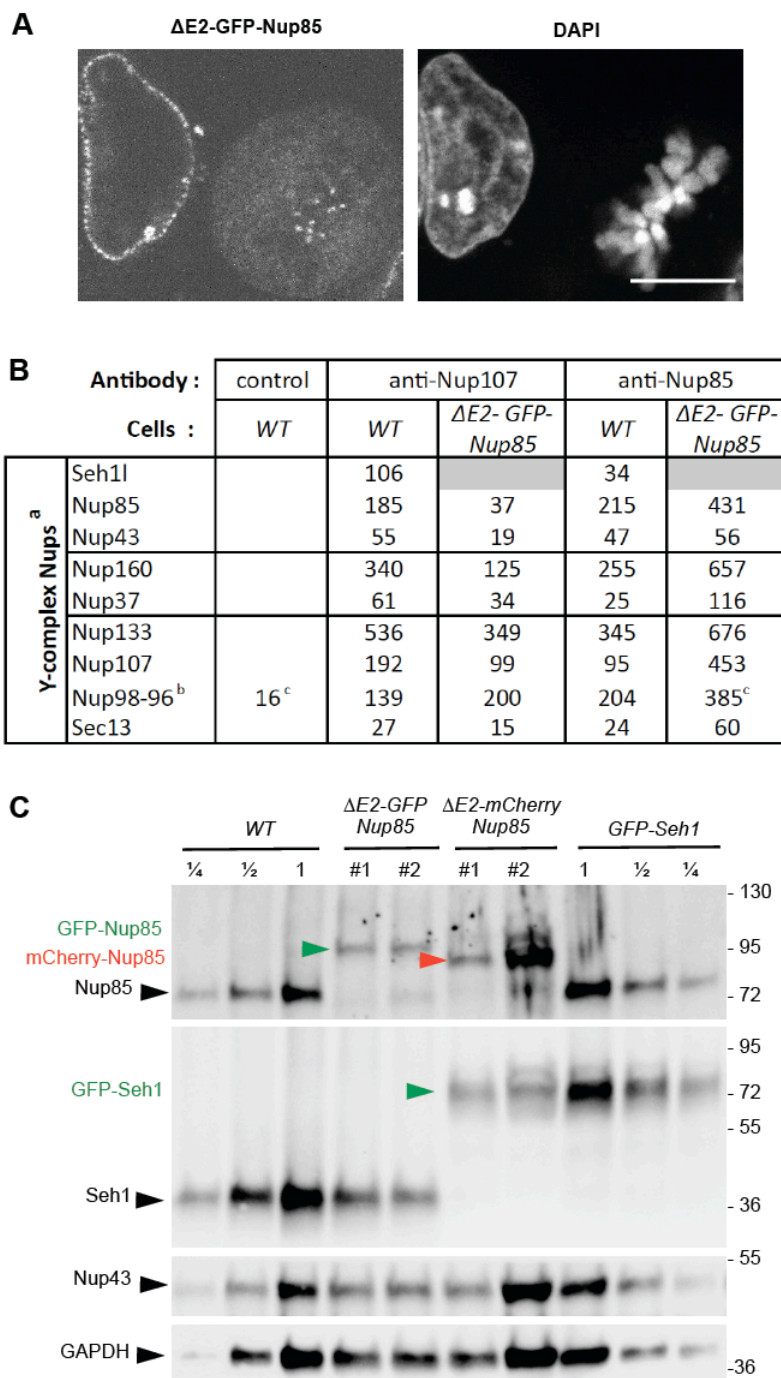 A
ΔE2-GFP-Nup85 DAPI
B
Antibody : control anti-Nup107 anti-Nup85
Cells : WT WT ΔE2- GFP-Nup85 WT ΔE2- GFP-Nup85
Y-complex Nups a
Seh1l 106 34
Nup85 185 37 215 431
Nup43 55 19 47 56
Nup160 340 125 255 657
Nup37 61 34 25 116
Nup133 536 349 345 676
Nup107 192 99 95 453
Nup98-96 b 16 c 139 200 204 385 c
Sec13 27 15 24 60
C
WT ΔE2-GFP Nup85 ΔE2-mCherry Nup85 GFP-Seh1
¼ ½ 1 #1 #2 #1 #2 1 ½ ¼
- 130
GFP-Nup85
- 95
mCherry-Nup85
Nup85
- 72
- 95
GFP-Seh1
- 72
- 55
Seh1
- 36
- 55
Nup43
GAPDH
- 36